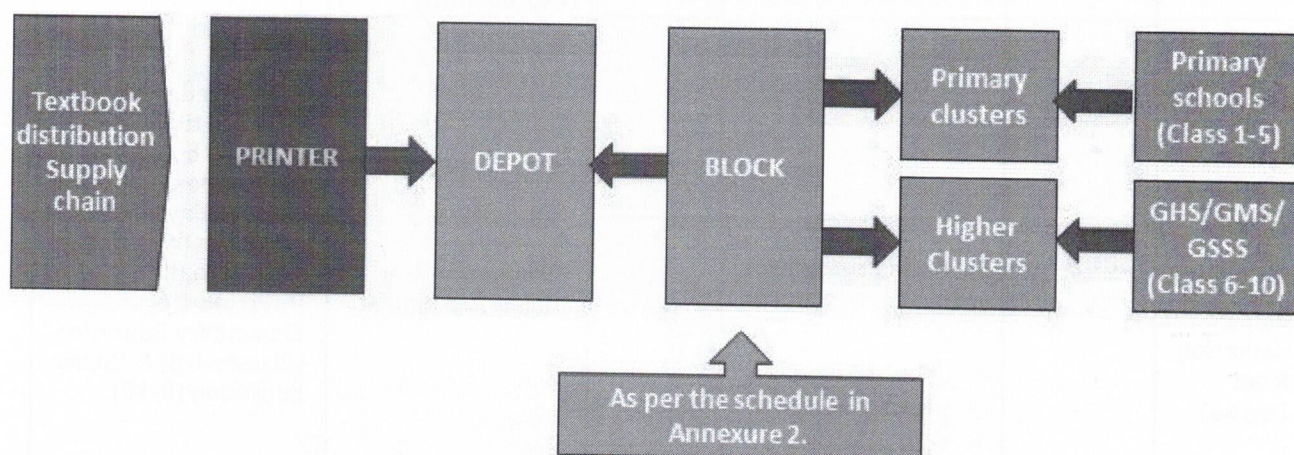 Textbook
distribution
Supply
chain
PRINTER
DEPOT
BLOCK
Primary
clusters
Primary
schools
(Class 1-5)
Higher
Clusters
GHS/GMS/
GSSS
(Class 6-10)
As per the schedule in
Annexure 2.